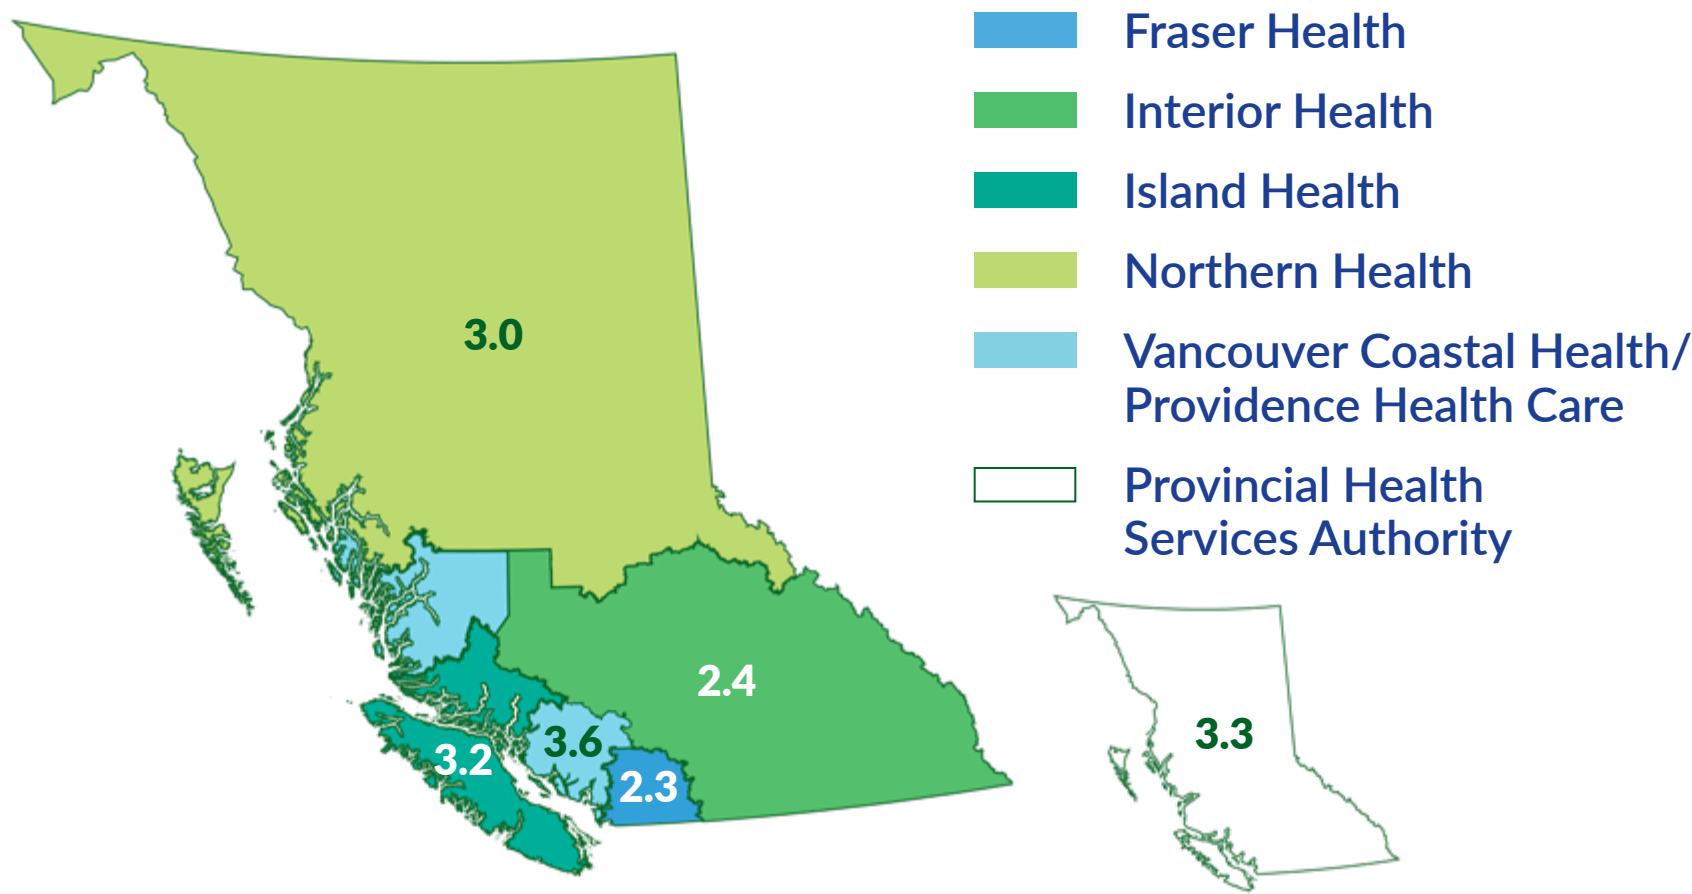 Fraser Health
Interior Health
Island Health
Northern Health
Vancouver Coastal Health/
Providence Health Care
Provincial Health
Services Authority
3.0
2.4
3.6
3.2
2.3
3.3